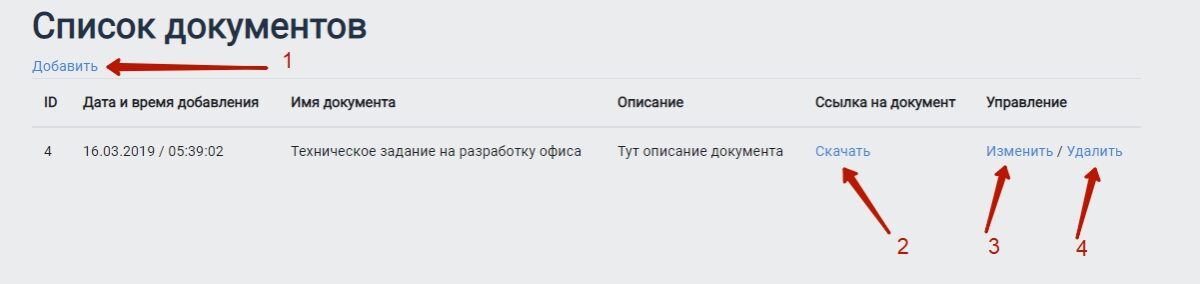 Список документов
Добавить 1
ID Дата и время добавления Имя документа Описание Ссылка на документ Управление
4 16.03.2019 / 05:39:02 Техническое задание на разработку офиса Тут описание документа Скачать Изменить / Удалить
2 3 4